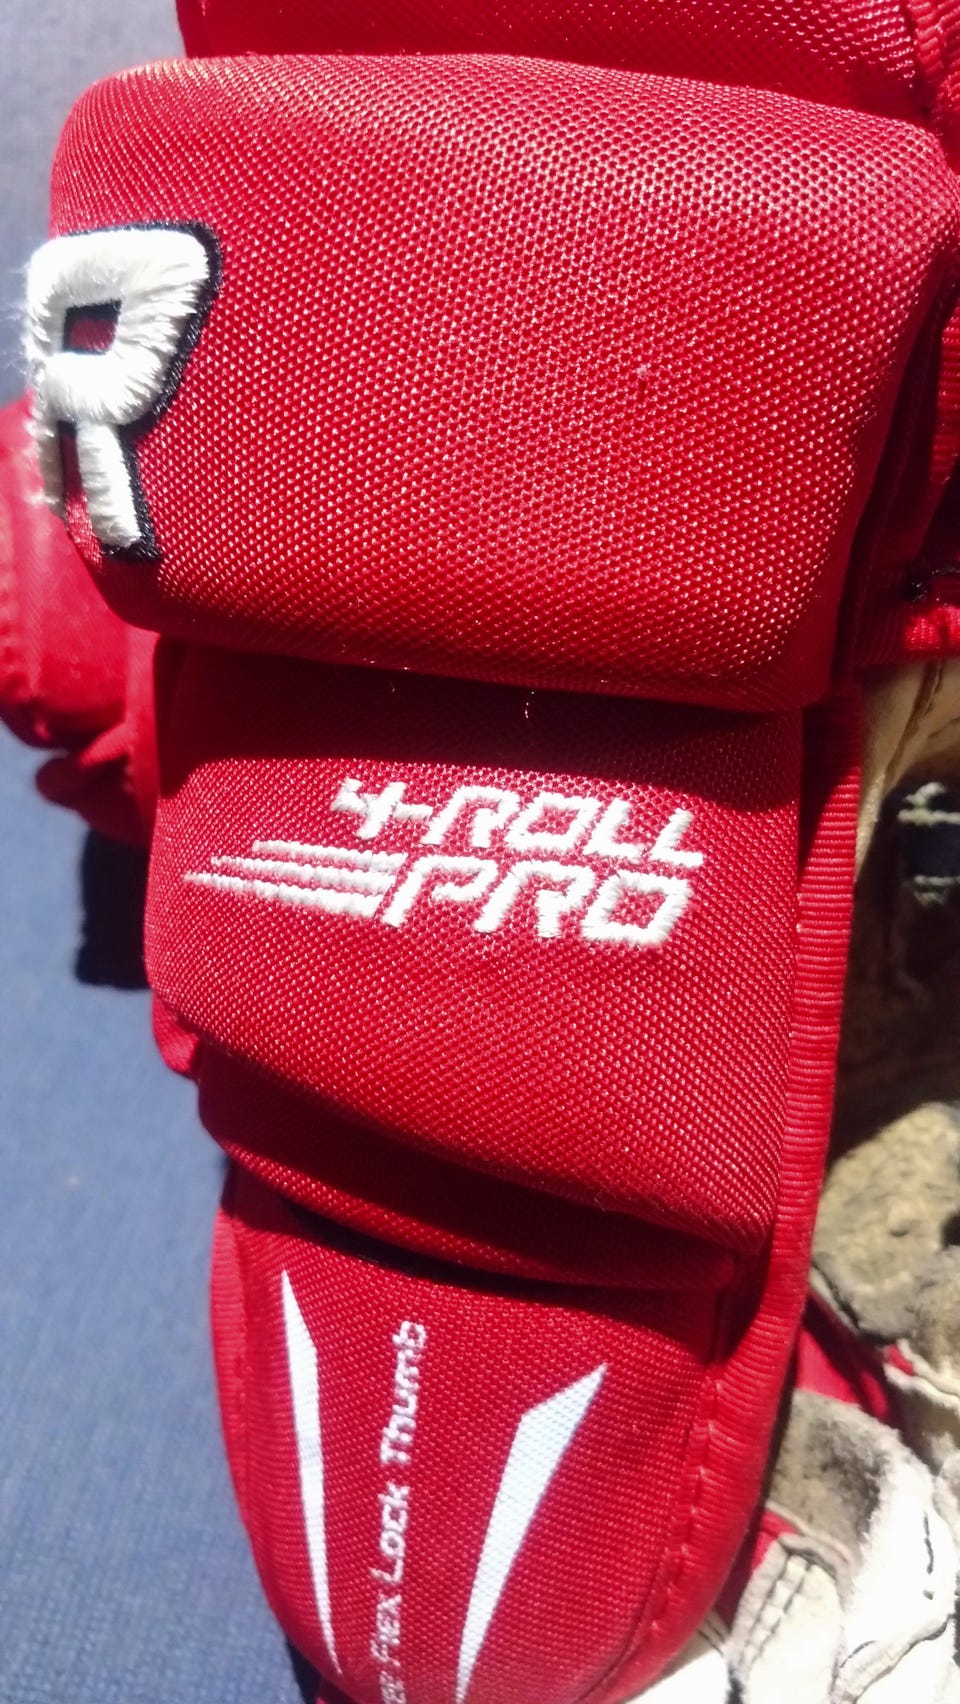 R
4-ROLL
PRO
Flex Lock Thumb